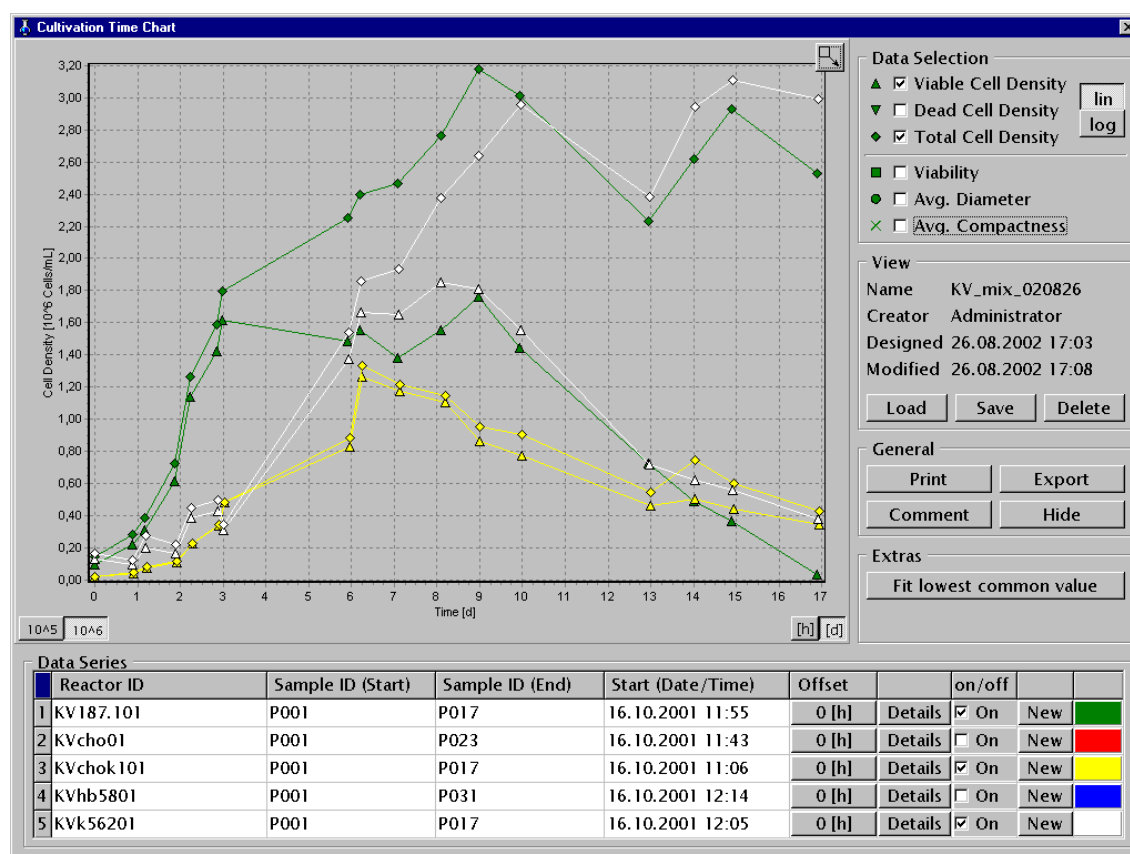 Cultivation Time Chart
3,20
3,00
2,80
2,60
2,40
2,20
2,00
1,80
1,60
1,40
1,20
1,00
0,80
0,60
0,40
0,20
0,00
Cell Density [10^6 Cells/mL]
0 1 2 3 4 5 6 7 8 9 10 11 12 13 14 15 16 17
Time [d]
10^5 10^6
[h] [d]
Data Selection
Viable Cell Density
Dead Cell Density
Total Cell Density
lin
log
Viability
Avg. Diameter
Avg. Compactness
View
Name KV_mix_020826
Creator Administrator
Designed 26.08.2002 17:03
Modified 26.08.2002 17:08
Load Save Delete
General
Print Export
Comment Hide
Extras
Fit lowest common value
Data Series
Reactor ID Sample ID (Start) Sample ID (End) Start (Date/Time) Offset on/off
1 KV187.101 P001 P017 16.10.2001 11:55 0 [h] Details On New
2 KVcho01 P001 P023 16.10.2001 11:43 0 [h] Details On New
3 KVchok101 P001 P017 16.10.2001 11:06 0 [h] Details On New
4 KVhb5801 P001 P031 16.10.2001 12:14 0 [h] Details On New
5 KVk56201 P001 P017 16.10.2001 12:05 0 [h] Details On New